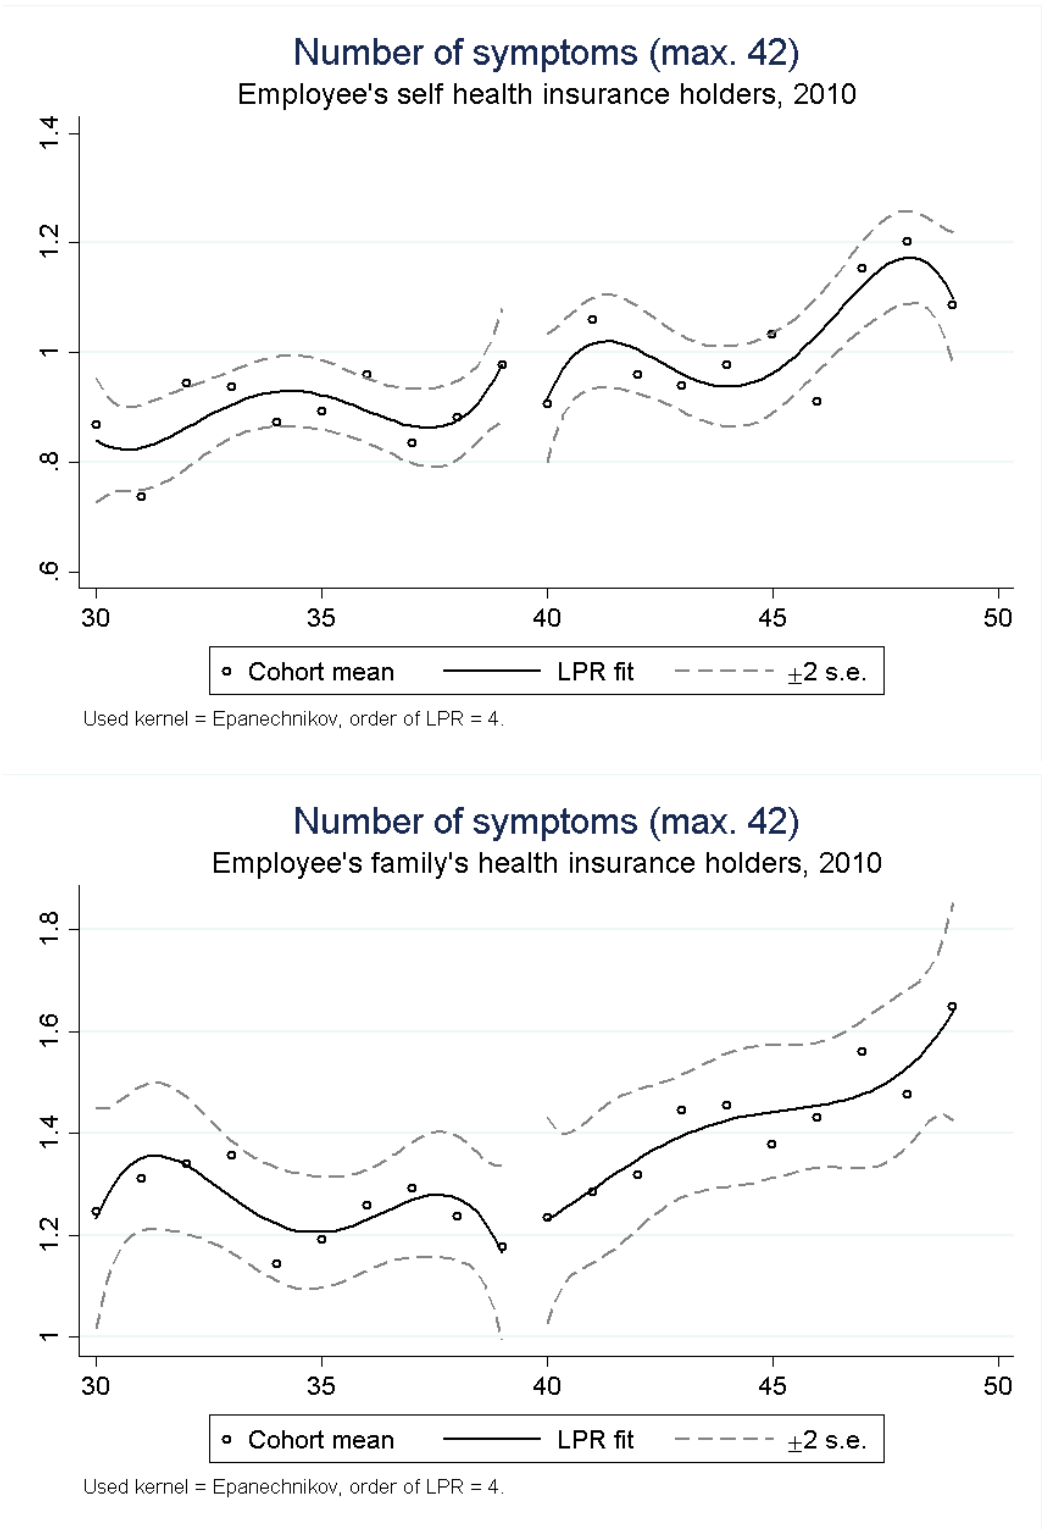 Number of symptoms (max. 42)
Employee's self health insurance holders, 2010
1.4
1.2
1
.8
.6
30 35 40 45 50
Cohort mean LPR fit ±2 s.e.
Used kernel = Epanechnikov, order of LPR = 4.
Number of symptoms (max. 42)
Employee's family's health insurance holders, 2010
1.8
1.6
1.4
1.2
1
30 35 40 45 50
Cohort mean LPR fit ±2 s.e.
Used kernel = Epanechnikov, order of LPR = 4.